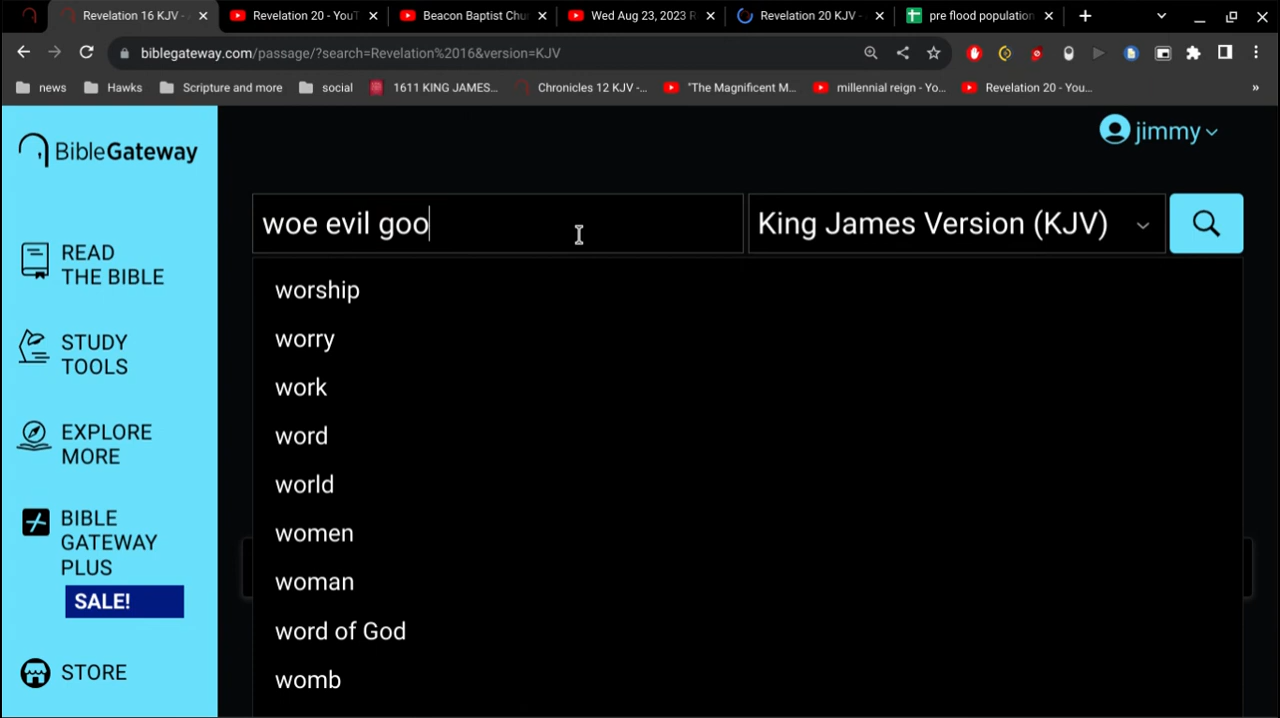 Revelation 16 KJV - Revelation 20 - YouT Beacon Baptist Chu Wed Aug 23, 2023 R Revelation 20 KJV - pre flood population
biblegateway.com/passage/?search=Revelation%2016&version=KJV
news Hawks Scripture and more social 1611 KING JAMES... Chronicles 12 KJV -... "The Magnificent M... millennial reign - Yo... Revelation 20 - You... »
jimmy
BibleGateway
woe evil goo King James Version (KJV)
READ
THE BIBLE
STUDY
TOOLS
EXPLORE
MORE
BIBLE
GATEWAY
PLUS
SALE!
STORE
worship
worry
work
word
world
women
woman
word of God
womb